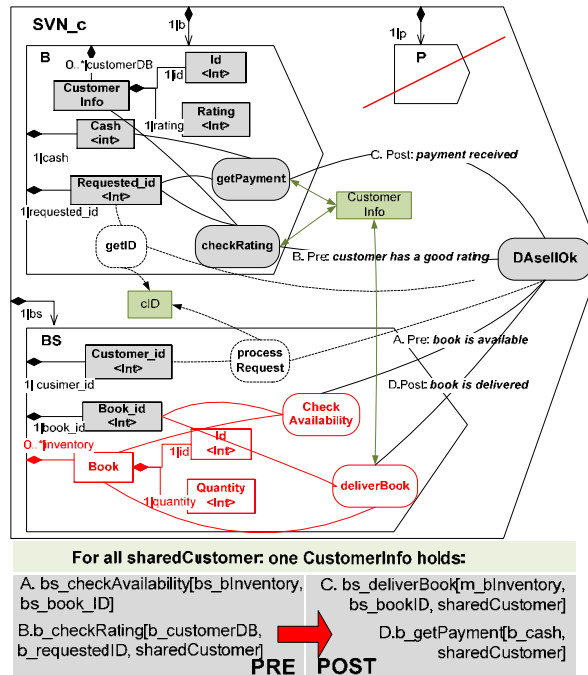 SVN_c
1|b
1|p
B
P
0..*|customerDB
Id
<Int>
1|id
Customer
Info
Rating
<Int>
1|rating
Cash
<int>
1|cash
C. Post: payment received
getPayment
Requested_id
<Int>
1|requested_id
Customer
Info
getID
checkRating
DAsellOk
B. Pre: customer has a good rating
cID
1|bs
BS
A. Pre: book is available
Customer_id
<Int>
process
Request
1| cusimer_id
D.Post: book is delivered
Book_id
<Int>
Check
Availability
1|book_id
0..*|inventory
Id
<Int>
Book
1|id
Quantity
<Int>
deliverBook
1|quantity
For all sharedCustomer: one CustomerInfo holds:
A. bs_checkAvailability[bs_bInventory,
bs_book_ID]
B.b_checkRating[b_customerDB,
b_requestedID, sharedCustomer]
PRE
C. bs_deliverBook[m_bInventory,
bs_bookID, sharedCustomer]
D.b_getPayment[b_cash,
sharedCustomer]
POST